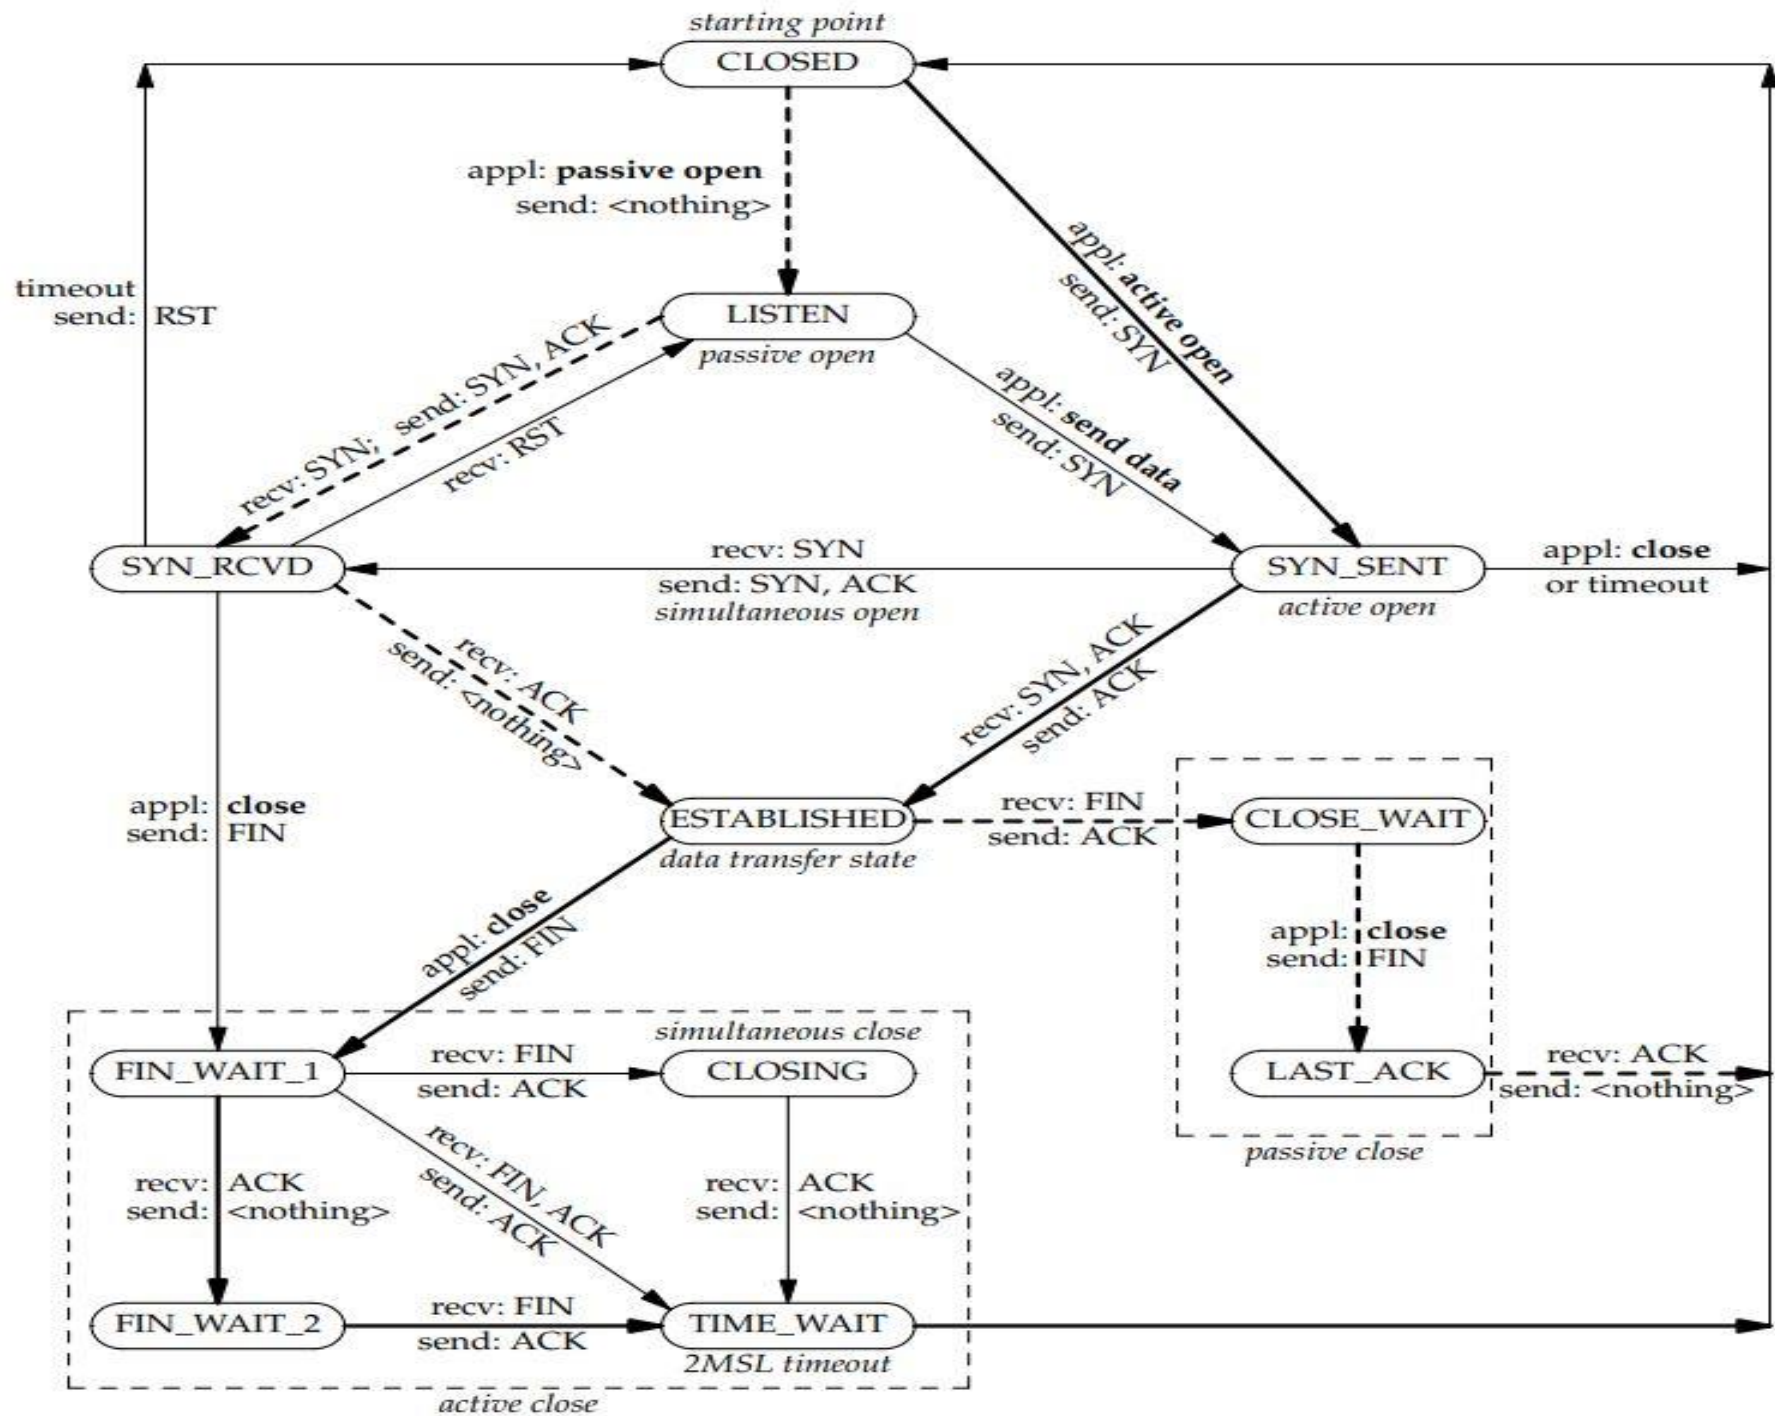 starting point
CLOSED
appl: passive open
send: <nothing>
appl: active open
send: SYN
timeout
send: RST
LISTEN
passive open
recv: SYN; send: SYN, ACK
recv: RST
appl: send data
send: SYN
SYN_RCVD
recv: SYN
send: SYN, ACK
simultaneous open
SYN_SENT
active open
appl: close
or timeout
recv: ACK
send: <nothing>
recv: SYN, ACK
send: ACK
appl: close
send: FIN
ESTABLISHED
data transfer state
recv: FIN
send: ACK
CLOSE_WAIT
appl: close
send: FIN
appl: close
send: FIN
simultaneous close
FIN_WAIT_1
recv: FIN
send: ACK
CLOSING
LAST_ACK
recv: ACK
send: <nothing>
passive close
recv: ACK
send: <nothing>
recv: FIN, ACK
send: ACK
recv: ACK
send: <nothing>
FIN_WAIT_2
recv: FIN
send: ACK
TIME_WAIT
2MSL timeout
active close